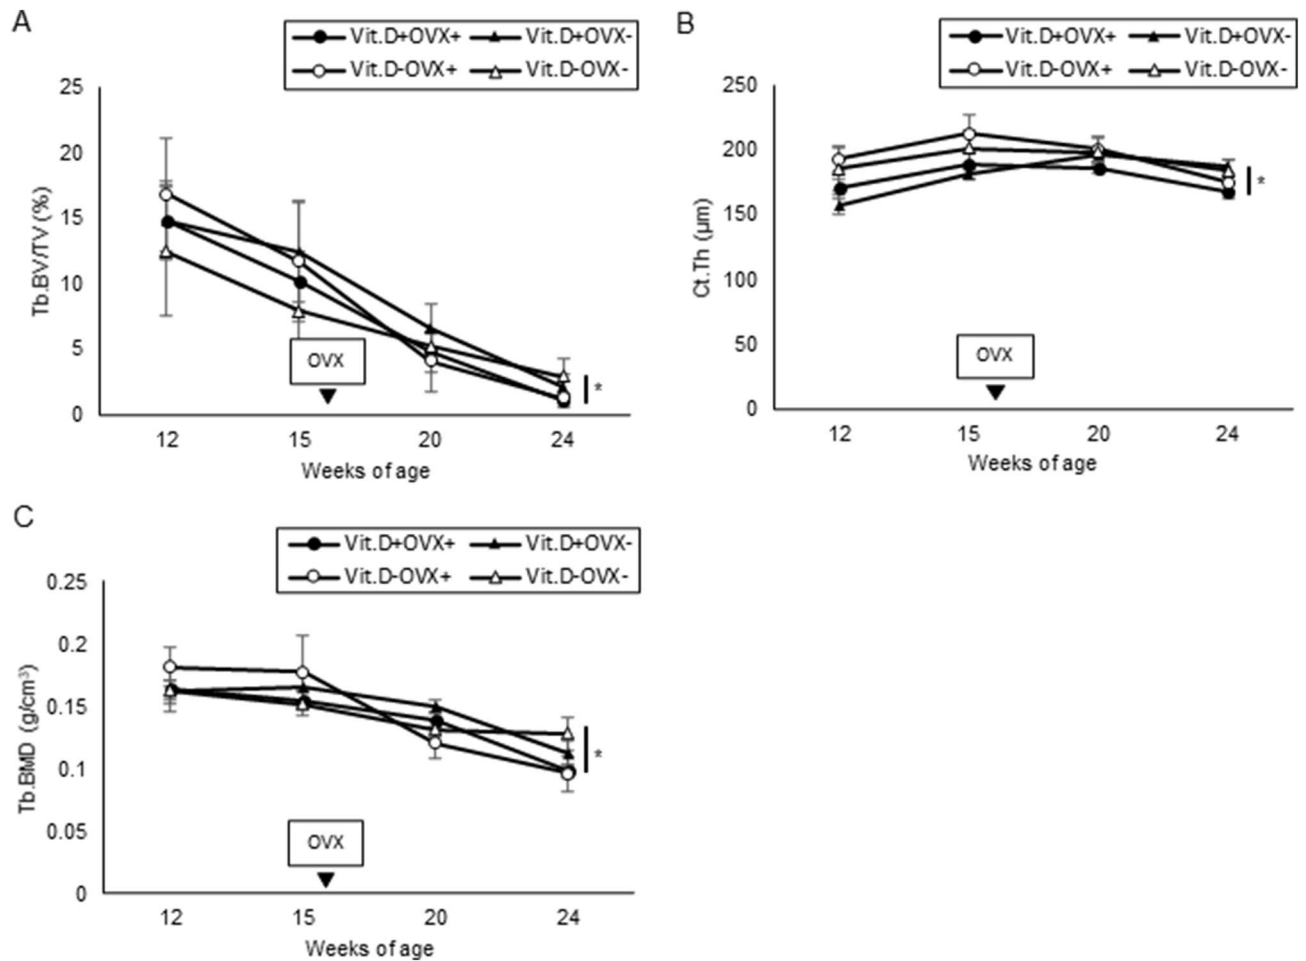 A
Vit.D+OVX+ Vit.D+OVX-
Vit.D-OVX+ Vit.D-OVX-
25
20
15
10
5
0
Tb.BV/TV (%)
OVX
*
12 15 20 24
Weeks of age
B
Vit.D+OVX+ Vit.D+OVX-
Vit.D-OVX+ Vit.D-OVX-
250
200
150
100
50
0
Ct.Th (μm)
OVX
*
12 15 20 24
Weeks of age
C
Vit.D+OVX+ Vit.D+OVX-
Vit.D-OVX+ Vit.D-OVX-
0.25
0.2
0.15
0.1
0.05
0
Tb.BMD (g/cm³)
OVX
*
12 15 20 24
Weeks of age